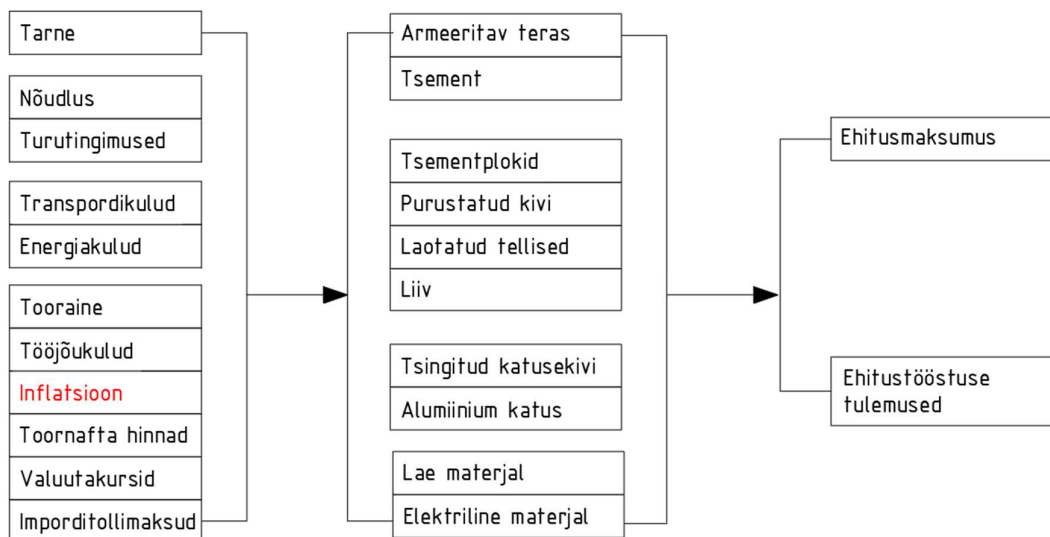 Tarne
Nõudlus
Turutingimused
Transpordikulud
Energiakulud
Tooraine
Tööjõukulud
Inflatsioon
Toornafta hinnad
Valuutakursid
Imporditollimaksud
Armeeritav teras
Tsement
Tsementplokid
Purustatud kivi
Laotatud tellised
Liiv
Tsingitud katusekivi
Alumiinium katus
Lae materjal
Elektriline materjal
Ehitusmaksumus
Ehitustööstuse
tulemused